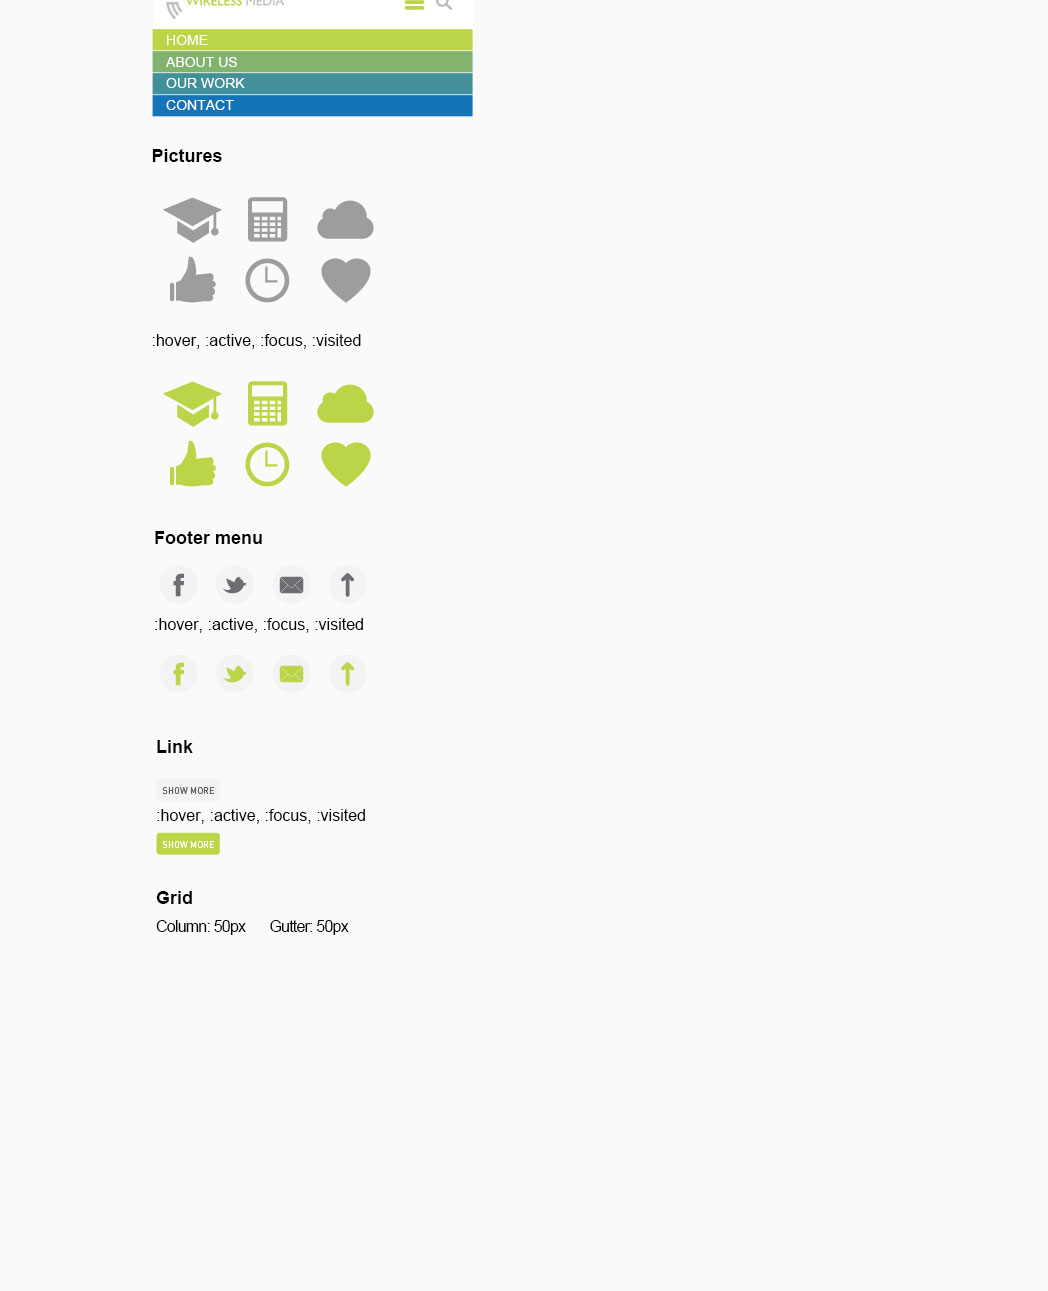 WIRELESS MEDIA
HOME
ABOUT US
OUR WORK
CONTACT
Pictures
:hover, :active, :focus, :visited
Footer menu
:hover, :active, :focus, :visited
Link
SHOW MORE
:hover, :active, :focus, :visited
SHOW MORE
Grid
Column: 50px Gutter: 50px